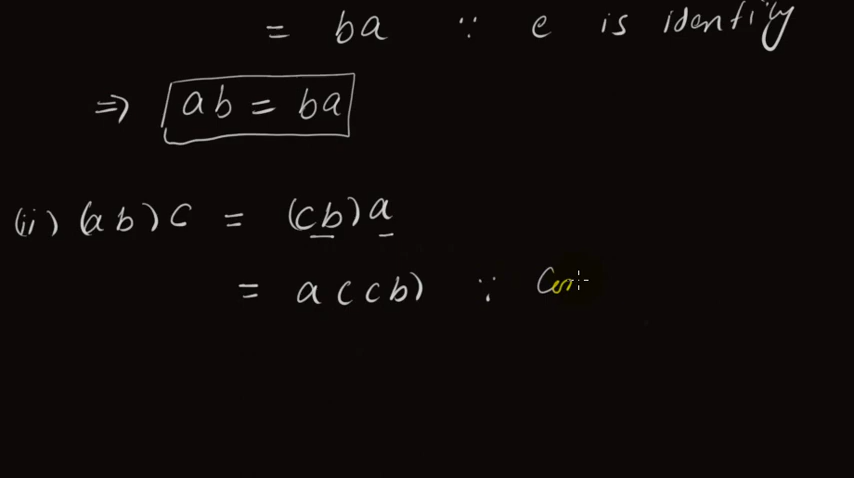 = ba ∵ e is identity
⇒ ab = ba
(ii) (ab)c = (cb)a
= a(cb) ∵